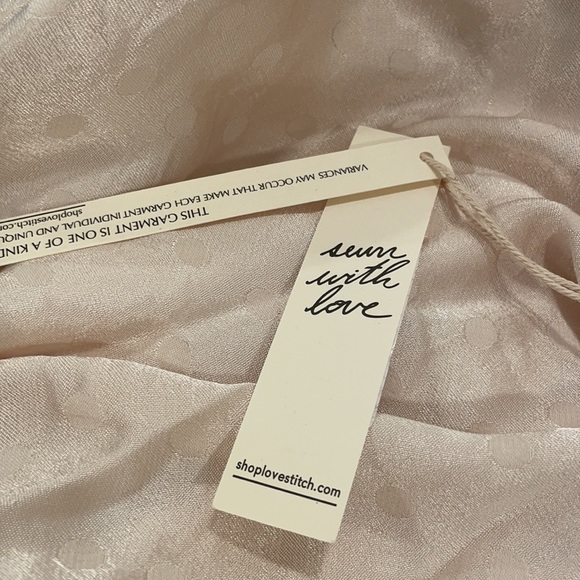 sewn
with
love
shoplovestitch.com
THIS GARMENT IS ONE OF A KIND
VARIANCES MAY OCCUR THAT MAKE EACH GARMENT INDIVIDUAL AND UNIQU
shoplovestitch.com